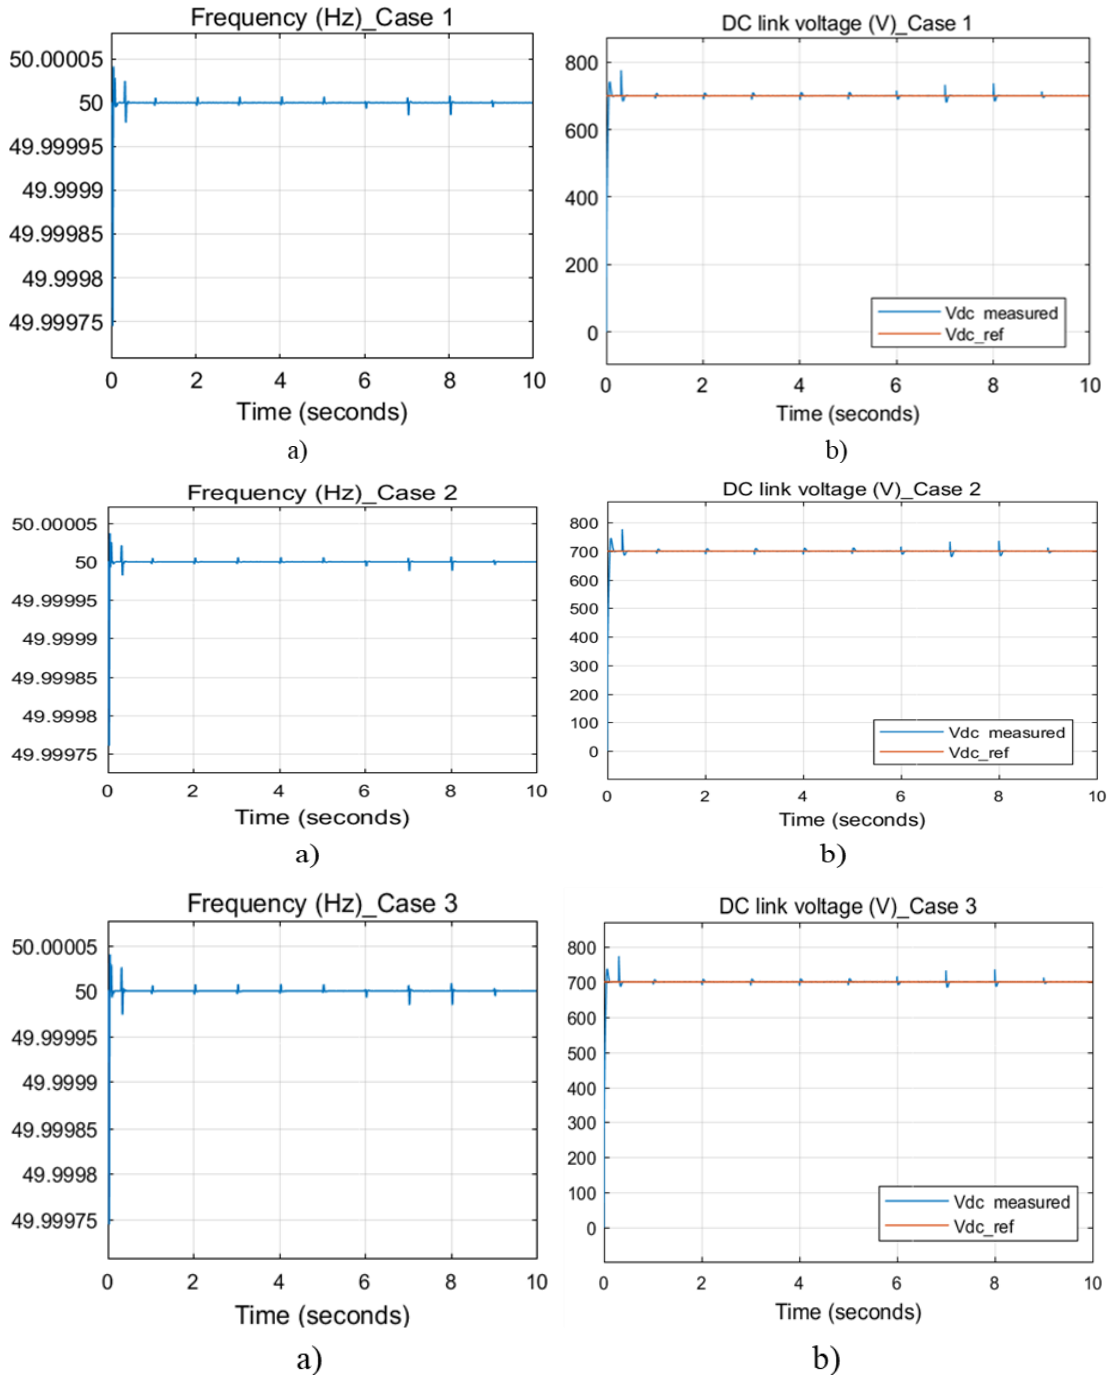 Frequency (Hz)_Case 1
50.00005
50
49.99995
49.9999
49.99985
49.9998
49.99975
0 2 4 6 8 10
Time (seconds)
a)
DC link voltage (V)_Case 1
800
600
400
200
0
Vdc measured
Vdc_ref
0 2 4 6 8 10
Time (seconds)
b)
Frequency (Hz)_Case 2
50.00005
50
49.99995
49.9999
49.99985
49.9998
49.99975
0 2 4 6 8 10
Time (seconds)
a)
DC link voltage (V)_Case 2
800
700
600
500
400
300
200
100
0
Vdc measured
Vdc_ref
0 2 4 6 8 10
Time (seconds)
b)
Frequency (Hz)_Case 3
50.00005
50
49.99995
49.9999
49.99985
49.9998
49.99975
0 2 4 6 8 10
Time (seconds)
a)
DC link voltage (V)_Case 3
800
700
600
500
400
300
200
100
0
Vdc measured
Vdc_ref
0 2 4 6 8 10
Time (seconds)
b)